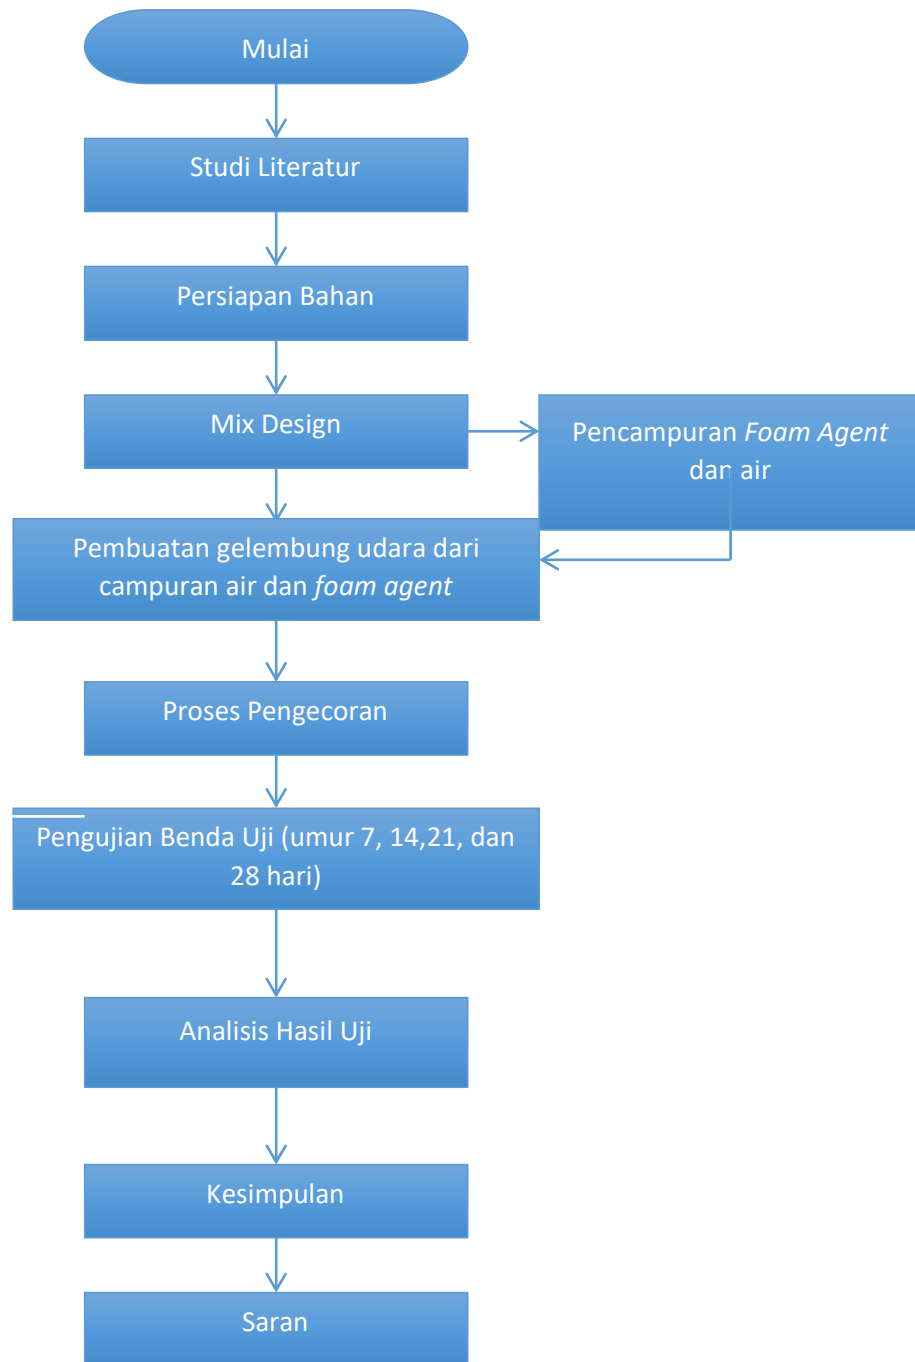 Mulai
Studi Literatur
Persiapan Bahan
Mix Design
Pencampuran Foam Agent
dan air
Pembuatan gelembung udara dari
campuran air dan foam agent
Proses Pengecoran
Pengujian Benda Uji (umur 7, 14,21, dan
28 hari)
Analisis Hasil Uji
Kesimpulan
Saran